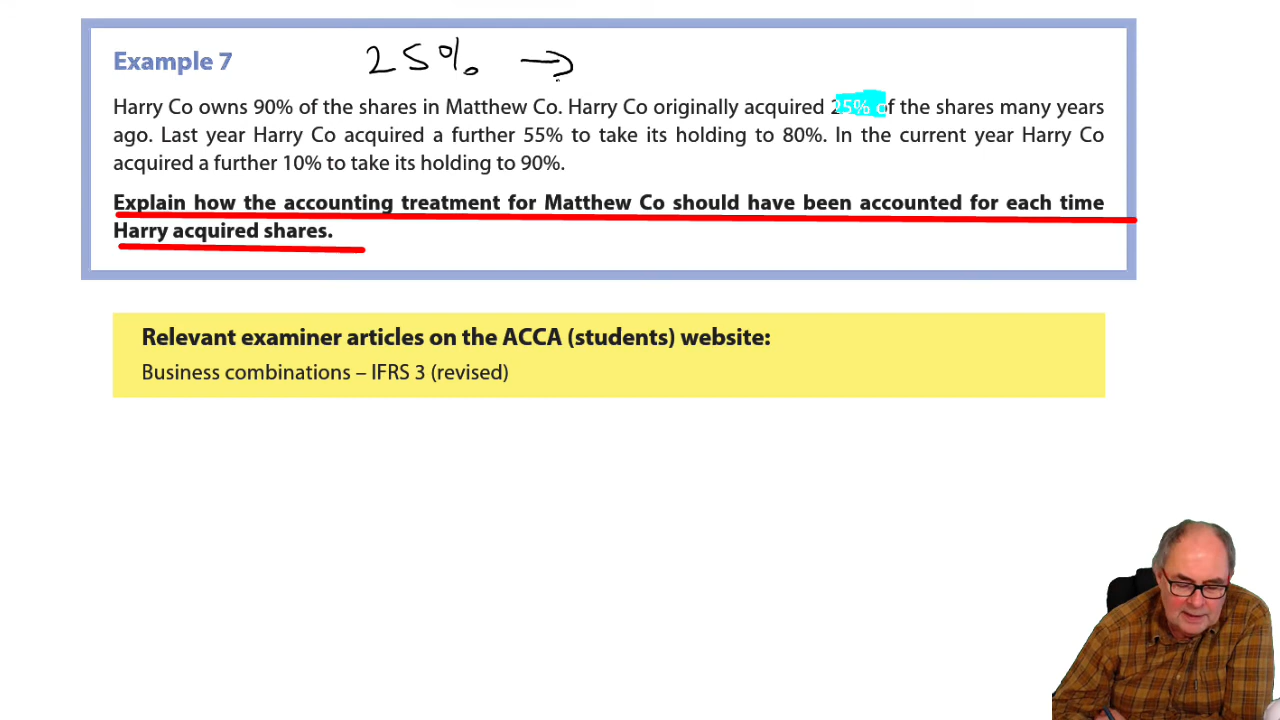 Example 7
25% →
Harry Co owns 90% of the shares in Matthew Co. Harry Co originally acquired 25% of the shares many years
ago. Last year Harry Co acquired a further 55% to take its holding to 80%. In the current year Harry Co
acquired a further 10% to take its holding to 90%.
Explain how the accounting treatment for Matthew Co should have been accounted for each time
Harry acquired shares.
Relevant examiner articles on the ACCA (students) website:
Business combinations – IFRS 3 (revised)